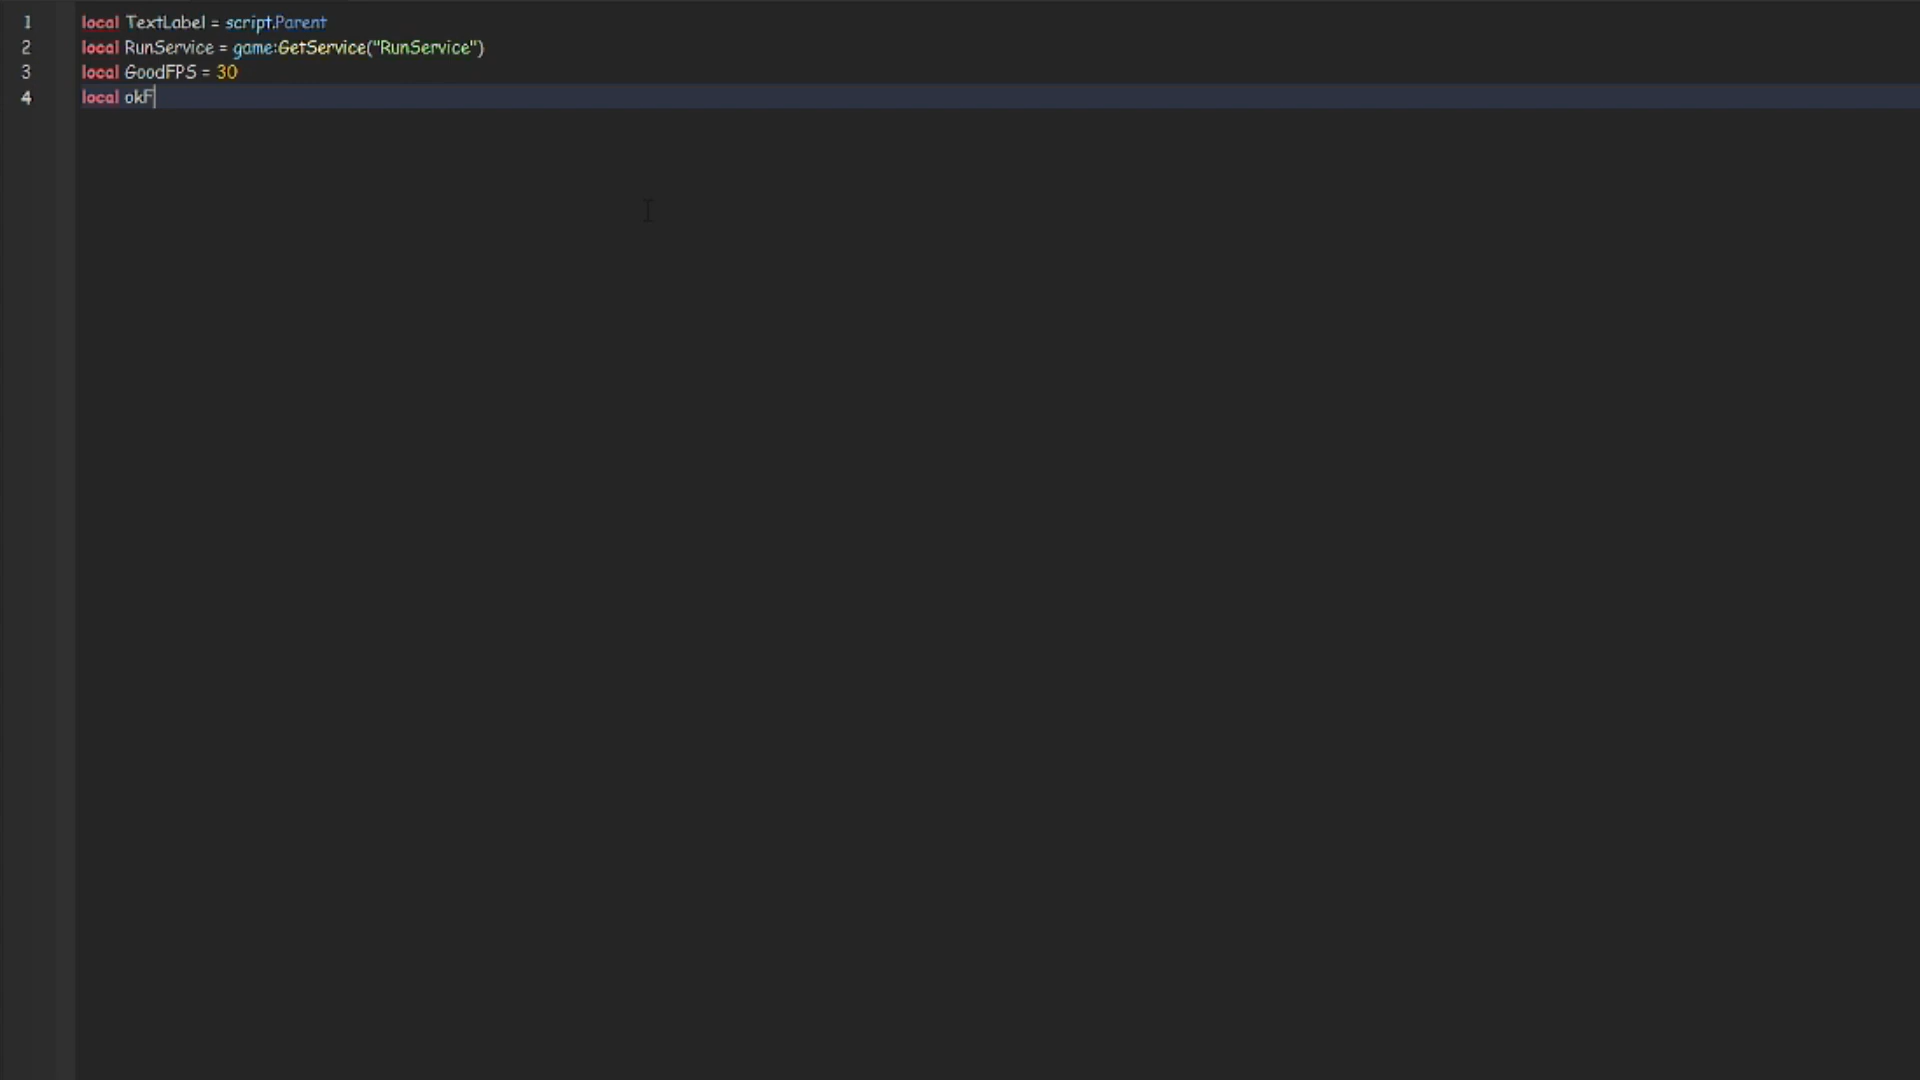 1 local TextLabel = script.Parent
2 local RunService = game:GetService("RunService")
3 local GoodFPS = 30
4 local okF